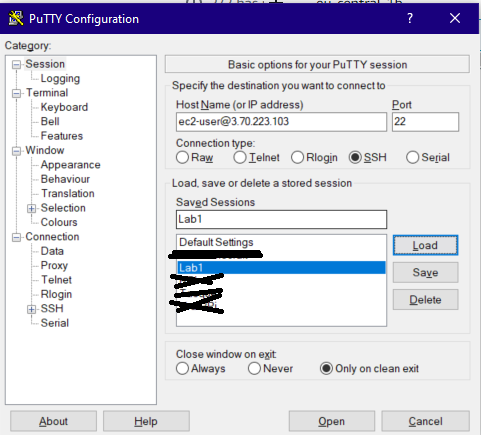 eu-central-1b
PuTTY Configuration
?
Category:
Session
Logging
Terminal
Keyboard
Bell
Features
Window
Appearance
Behaviour
Translation
Selection
Colours
Connection
Data
Proxy
Telnet
Rlogin
SSH
Serial
Basic options for your PuTTY session
Specify the destination you want to connect to
Host Name (or IP address) Port
ec2-user@3.70.223.103 22
Connection type:
Raw Telnet Rlogin SSH Serial
Load, save or delete a stored session
Saved Sessions
Lab1
Default Settings
Lab1
Load
Save
Delete
Close window on exit:
Always Never Only on clean exit
About Help Open Cancel